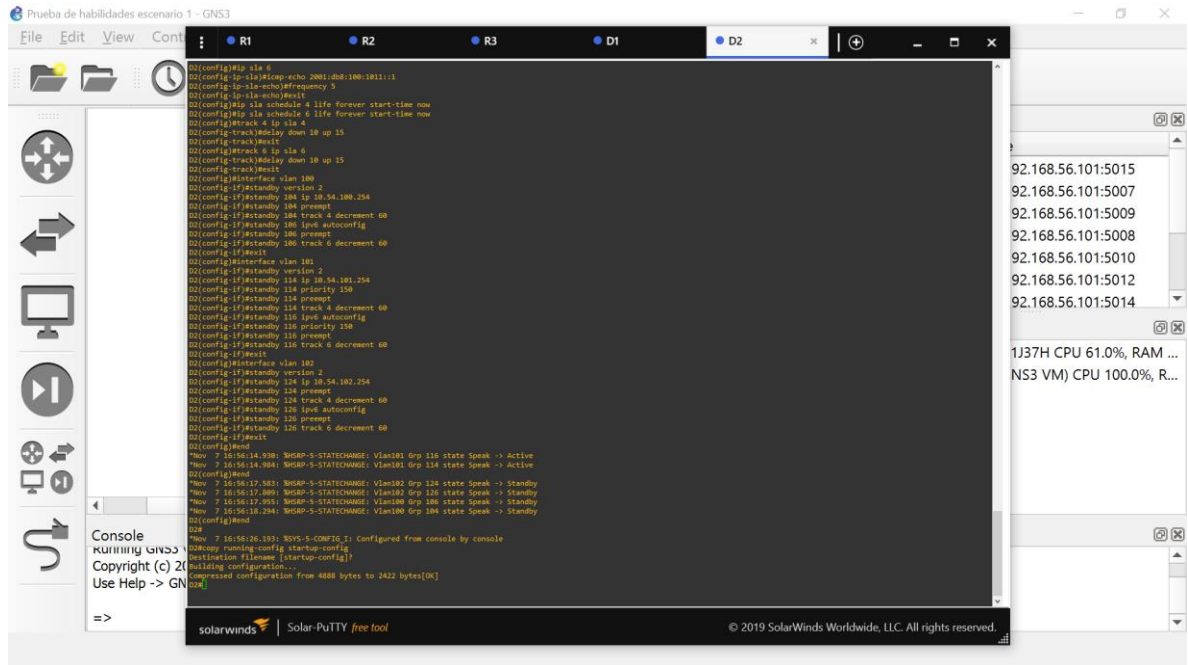 Prueba de habilidades escenario 1 - GNS3
File Edit View Cont
R1 R2 R3 D1 D2
D2(config)#ip sla 6
D2(config-ip-sla)#icmp-echo 2001:db8:100:1011::1
D2(config-ip-sla-echo)#frequency 5
D2(config-ip-sla-echo)#exit
D2(config)#ip sla schedule 4 life forever start-time now
D2(config)#ip sla schedule 6 life forever start-time now
D2(config)#track 4 ip sla 4
D2(config-track)#delay down 10 up 15
D2(config-track)#exit
D2(config)#track 6 ip sla 6
D2(config-track)#delay down 10 up 15
D2(config-track)#exit
D2(config)#interface vlan 100
D2(config-if)#standby version 2
D2(config-if)#standby 104 ip 10.54.100.254
D2(config-if)#standby 104 preempt
D2(config-if)#standby 104 track 4 decrement 60
D2(config-if)#standby 106 ipv6 autoconfig
D2(config-if)#standby 106 preempt
D2(config-if)#standby 106 track 6 decrement 60
D2(config-if)#exit
D2(config)#interface vlan 101
D2(config-if)#standby version 2
D2(config-if)#standby 114 ip 10.54.101.254
D2(config-if)#standby 114 priority 150
D2(config-if)#standby 114 preempt
D2(config-if)#standby 114 track 4 decrement 60
D2(config-if)#standby 116 ipv6 autoconfig
D2(config-if)#standby 116 priority 150
D2(config-if)#standby 116 preempt
D2(config-if)#standby 116 track 6 decrement 60
D2(config-if)#exit
D2(config)#interface vlan 102
D2(config-if)#standby version 2
D2(config-if)#standby 124 ip 10.54.102.254
D2(config-if)#standby 124 preempt
D2(config-if)#standby 124 track 4 decrement 60
D2(config-if)#standby 126 ipv6 autoconfig
D2(config-if)#standby 126 preempt
D2(config-if)#standby 126 track 6 decrement 60
D2(config-if)#exit
D2(config)#end
*Nov 7 16:56:14.930: %HSRP-5-STATECHANGE: Vlan101 Grp 116 state Speak -> Active
*Nov 7 16:56:14.984: %HSRP-5-STATECHANGE: Vlan101 Grp 114 state Speak -> Active
D2(config)#end
*Nov 7 16:56:17.583: %HSRP-5-STATECHANGE: Vlan102 Grp 124 state Speak -> Standby
*Nov 7 16:56:17.809: %HSRP-5-STATECHANGE: Vlan102 Grp 126 state Speak -> Standby
*Nov 7 16:56:17.955: %HSRP-5-STATECHANGE: Vlan100 Grp 106 state Speak -> Standby
*Nov 7 16:56:18.294: %HSRP-5-STATECHANGE: Vlan100 Grp 104 state Speak -> Standby
D2(config)#end
D2#
*Nov 7 16:56:26.193: %SYS-5-CONFIG_I: Configured from console by console
D2#copy running-config startup-config
Destination filename [startup-config]?
Building configuration...
Compressed configuration from 4888 bytes to 2422 bytes[OK]
D2#
92.168.56.101:5015
92.168.56.101:5007
92.168.56.101:5009
92.168.56.101:5008
92.168.56.101:5010
92.168.56.101:5012
92.168.56.101:5014
1J37H CPU 61.0%, RAM ...
NS3 VM) CPU 100.0%, R...
Console
Running GNS3
Copyright (c) 20
Use Help -> GN
=>
solarwinds Solar-PuTTY free tool © 2019 SolarWinds Worldwide, LLC. All rights reserved.